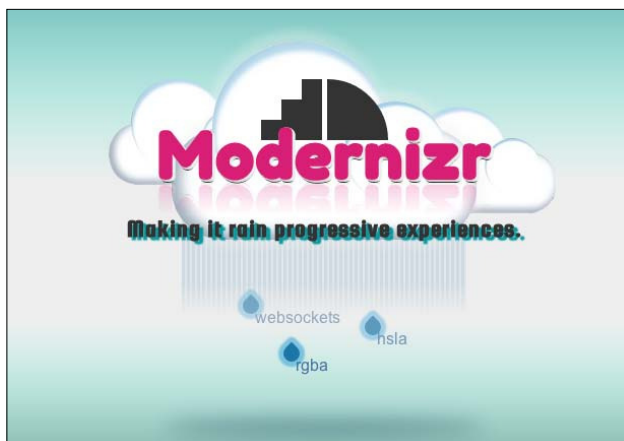 Modernizr
Making it rain progressive experiences.
websockets
hsla
rgba